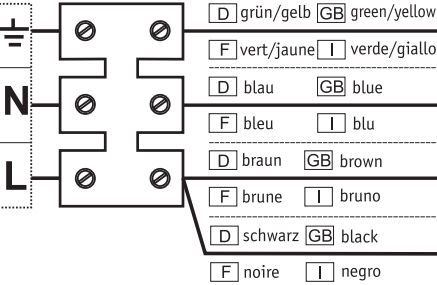 D grün/gelb GB green/yellow
F vert/jaune I verde/giallo
N
D blau GB blue
F bleu I blu
L
D braun GB brown
F brune I bruno
D schwarz GB black
F noire I negro